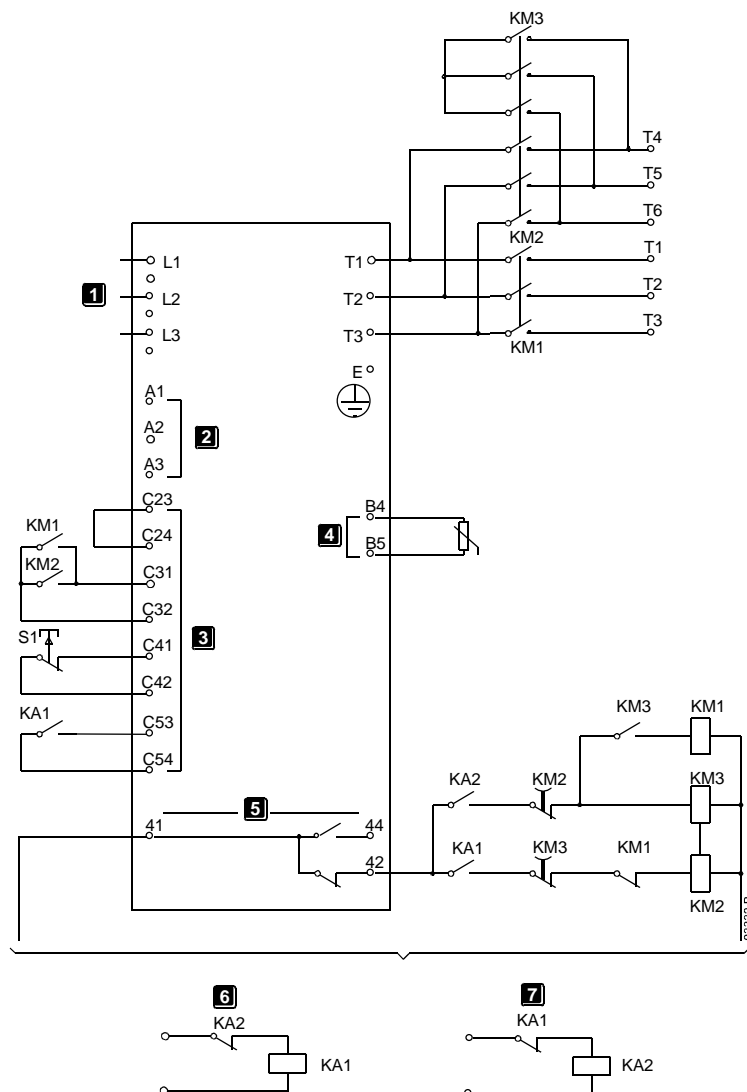 KM3
T4
T5
T6
KM2
T1
T2
T3
KM1
L1
T1
1
L2
T2
L3
T3
E
A1
A2
2
A3
C23
B4
KM1
C24
4
B5
KM2
C31
C32
S1
C41
3
C42
KA1
C53
C54
KM3 KM1
KA2 KM2 KM3
5
41 44
42
KA1 KM3 KM1
KM2
6 7
KA2 KA1
KA1 KA2